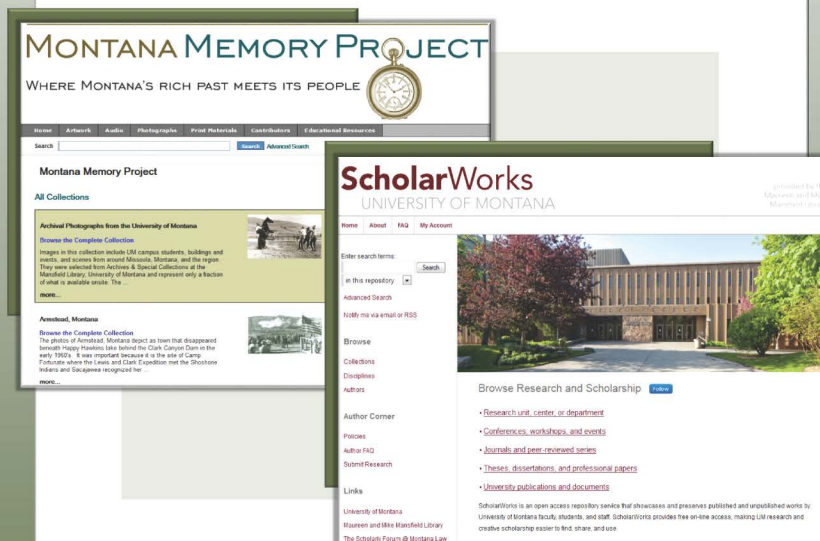 MONTANA MEMORY PROJECT
WHERE MONTANA'S RICH PAST MEETS ITS PEOPLE
Home Artwork Audio Photographs Print Materials Contributors Educational Resources
Search Search Advanced Search
Montana Memory Project
All Collections
Archival Photographs from the University of Montana
Browse the Complete Collection
Images in this collection include UM campus students, buildings and
events, and scenes from around Missoula, Montana, and the region.
They were selected from Archives & Special Collections at the
Mansfield Library, University of Montana and represent only a fraction
of what is available onsite. The ...
more...
Armstead, Montana
Browse the Complete Collection
The photos of Armstead, Montana depict as town that disappeared
beneath Happy Hawkins lake behind the Clark Canyon Dam in the
early 1960's. It was important because it is the site of Camp
Fortunate where the Lewis and Clark Expedition met the Shoshone
Indians and Sacajawea recognized her ...
more...
ScholarWorks
UNIVERSITY OF MONTANA
provided by th
Maureen and Mi
Mansfield Lib
Home About FAQ My Account
Enter search terms:
Search
in this repository
Advanced Search
Notify me via email or RSS
Browse
Collections
Disciplines
Authors
Author Corner
Policies
Author FAQ
Submit Research
Links
University of Montana
Maureen and Mike Mansfield Library
The Scholarly Forum @ Montana Law
Browse Research and Scholarship Follow
• Research unit, center, or department
• Conferences, workshops, and events
• Journals and peer-reviewed series
• Theses, dissertations, and professional papers
• University publications and documents
ScholarWorks is an open access repository service that showcases and preserves published and unpublished works by
University of Montana faculty, students, and staff. ScholarWorks provides free on-line access, making UM research and
creative scholarship easier to find, share, and use